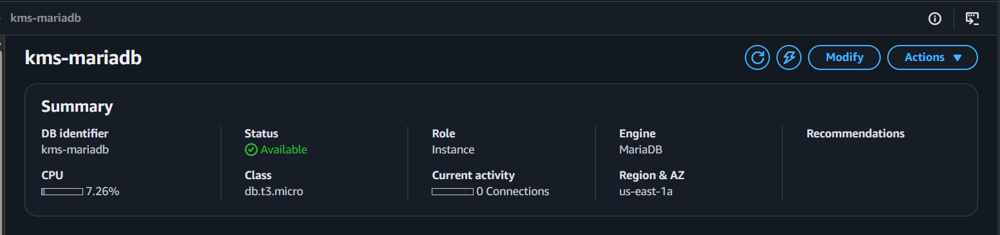 kms-mariadb
kms-mariadb
Modify
Actions
Summary
DB identifier
kms-mariadb
Status
Available
Role
Instance
Engine
MariaDB
Recommendations
CPU
7.26%
Class
db.t3.micro
Current activity
0 Connections
Region & AZ
us-east-1a